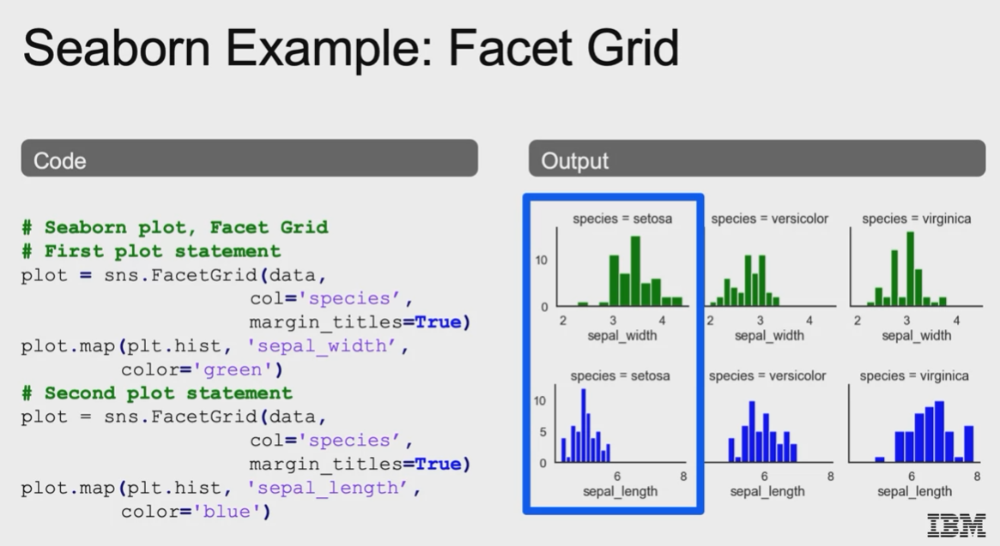 Seaborn Example: Facet Grid
Code
# Seaborn plot, Facet Grid
# First plot statement
plot = sns.FacetGrid(data,
col='species’,
margin_titles=True)
plot.map(plt.hist, 'sepal_width’,
color='green')
# Second plot statement
plot = sns.FacetGrid(data,
col='species’,
margin_titles=True)
plot.map(plt.hist, 'sepal_length’,
color='blue')
Output
species = setosa species = versicolor species = virginica
10
0
2 3 4 2 3 4 2 3 4
sepal_width sepal_width sepal_width
species = setosa species = versicolor species = virginica
10
5
0
6 8 6 8 6 8
sepal_length sepal_length sepal_length
IBM